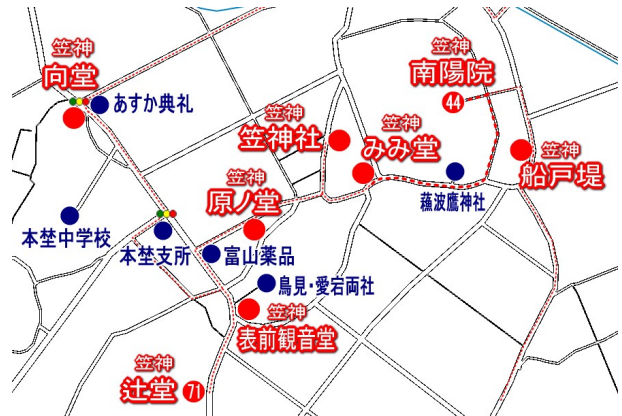 笠神
向堂
あすか典礼
笠神
南陽院
44
笠神
笠神社
笠神
みみ堂
笠神
船戸堤
蘓波鷹神社
笠神
原ノ堂
本埜中学校
本埜支所
富山薬品
鳥見・愛宕両社
笠神
表前観音堂
笠神
辻堂
71